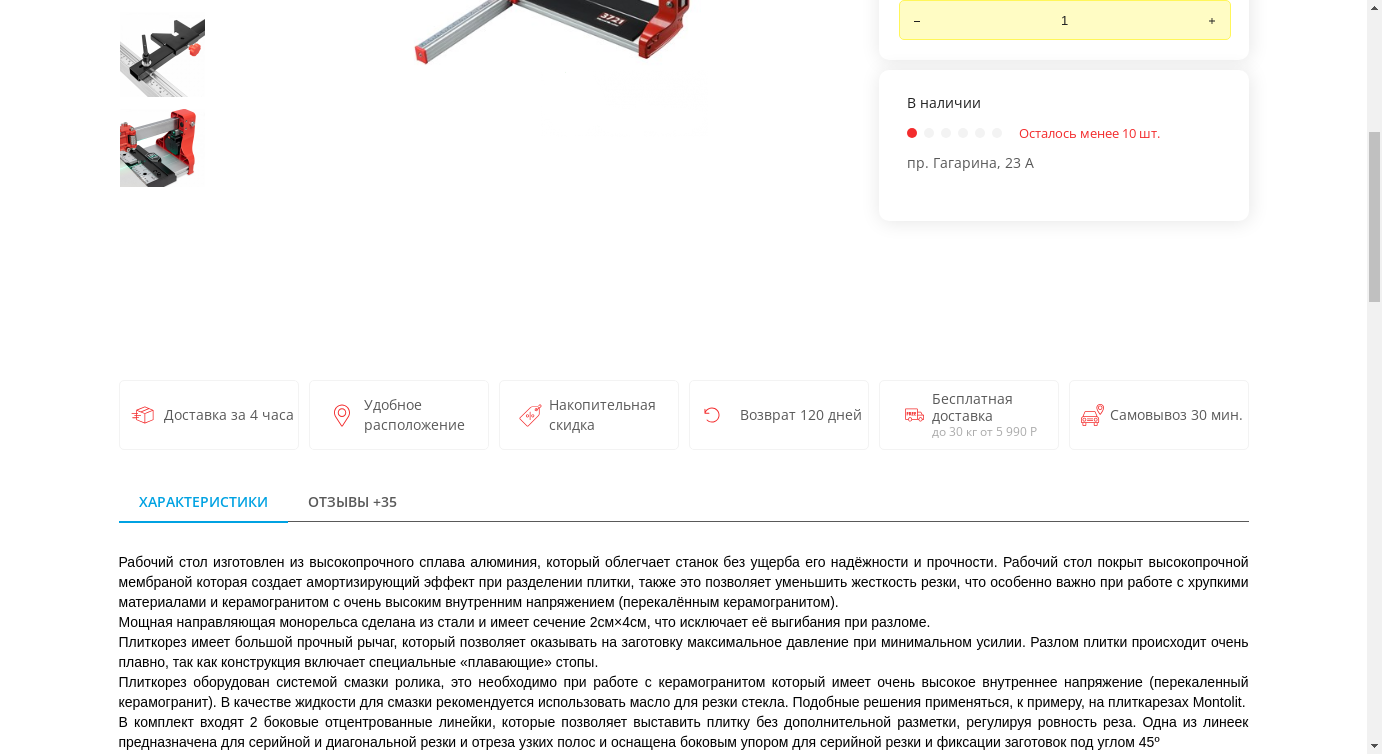 3721
–
1
+
В наличии
Осталось менее 10 шт.
пр. Гагарина, 23 А
Доставка за 4 часа
Удобное
расположение
Накопительная
скидка
Возврат 120 дней
Бесплатная
доставка
до 30 кг от 5 990 Р
Самовывоз 30 мин.
ХАРАКТЕРИСТИКИ
ОТЗЫВЫ +35
Рабочий стол изготовлен из высокопрочного сплава алюминия, который облегчает станок без ущерба его надёжности и прочности. Рабочий стол покрыт высокопрочной
мембраной которая создает амортизирующий эффект при разделении плитки, также это позволяет уменьшить жесткость резки, что особенно важно при работе с хрупкими
материалами и керамогранитом с очень высоким внутренним напряжением (перекалённым керамогранитом).
Мощная направляющая монорельса сделана из стали и имеет сечение 2см×4см, что исключает её выгибания при разломе.
Плиткорез имеет большой прочный рычаг, который позволяет оказывать на заготовку максимальное давление при минимальном усилии. Разлом плитки происходит очень
плавно, так как конструкция включает специальные «плавающие» стопы.
Плиткорез оборудован системой смазки ролика, это необходимо при работе с керамогранитом который имеет очень высокое внутреннее напряжение (перекаленный
керамогранит). В качестве жидкости для смазки рекомендуется использовать масло для резки стекла. Подобные решения применяться, к примеру, на плиткарезах Montolit.
В комплект входят 2 боковые отцентрованные линейки, которые позволяет выставить плитку без дополнительной разметки, регулируя ровность реза. Одна из линеек
предназначена для серийной и диагональной резки и отреза узких полос и оснащена боковым упором для серийной резки и фиксации заготовок под углом 45º